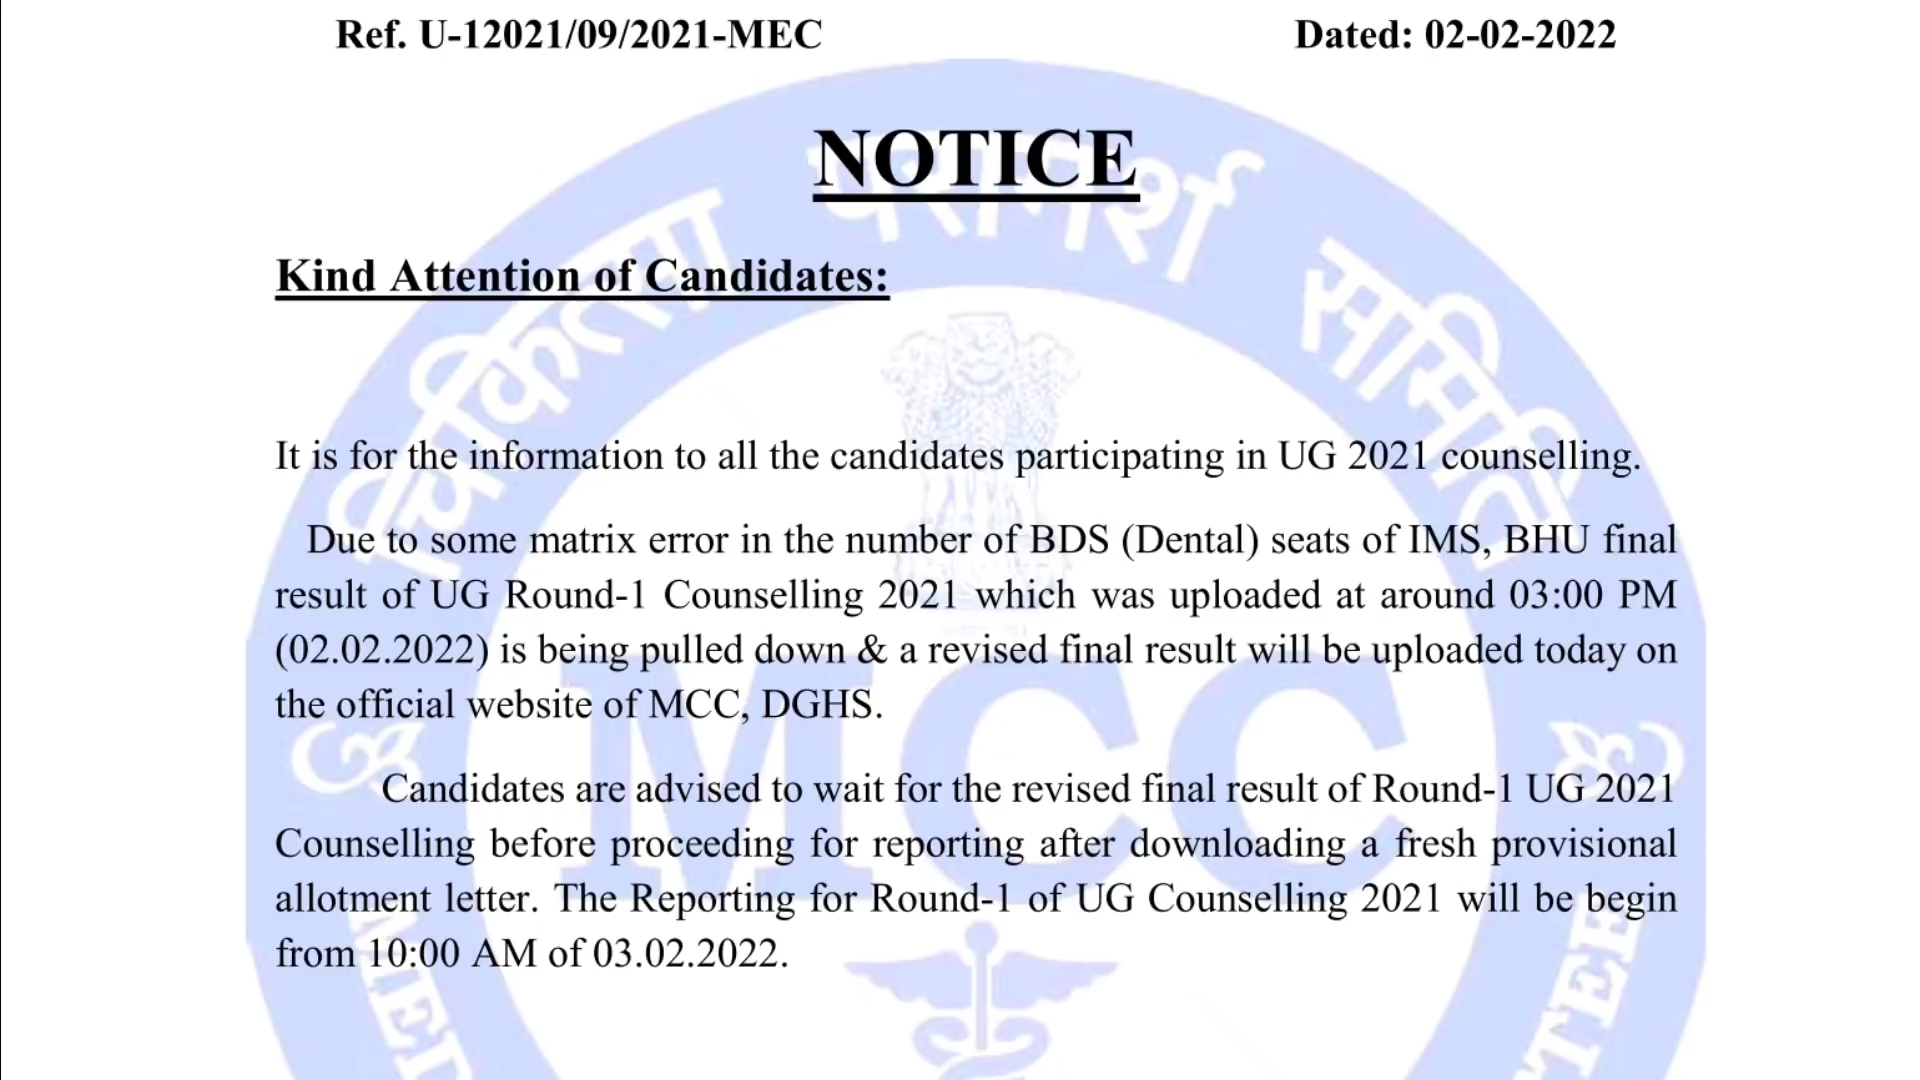 Ref. U-12021/09/2021-MEC Dated: 02-02-2022
NOTICE
Kind Attention of Candidates:
It is for the information to all the candidates participating in UG 2021 counselling.
Due to some matrix error in the number of BDS (Dental) seats of IMS, BHU final
result of UG Round-1 Counselling 2021 which was uploaded at around 03:00 PM
(02.02.2022) is being pulled down & a revised final result will be uploaded today on
the official website of MCC, DGHS.
Candidates are advised to wait for the revised final result of Round-1 UG 2021
Counselling before proceeding for reporting after downloading a fresh provisional
allotment letter. The Reporting for Round-1 of UG Counselling 2021 will be begin
from 10:00 AM of 03.02.2022.
चिकित्सा परामर्श समिति
MCC